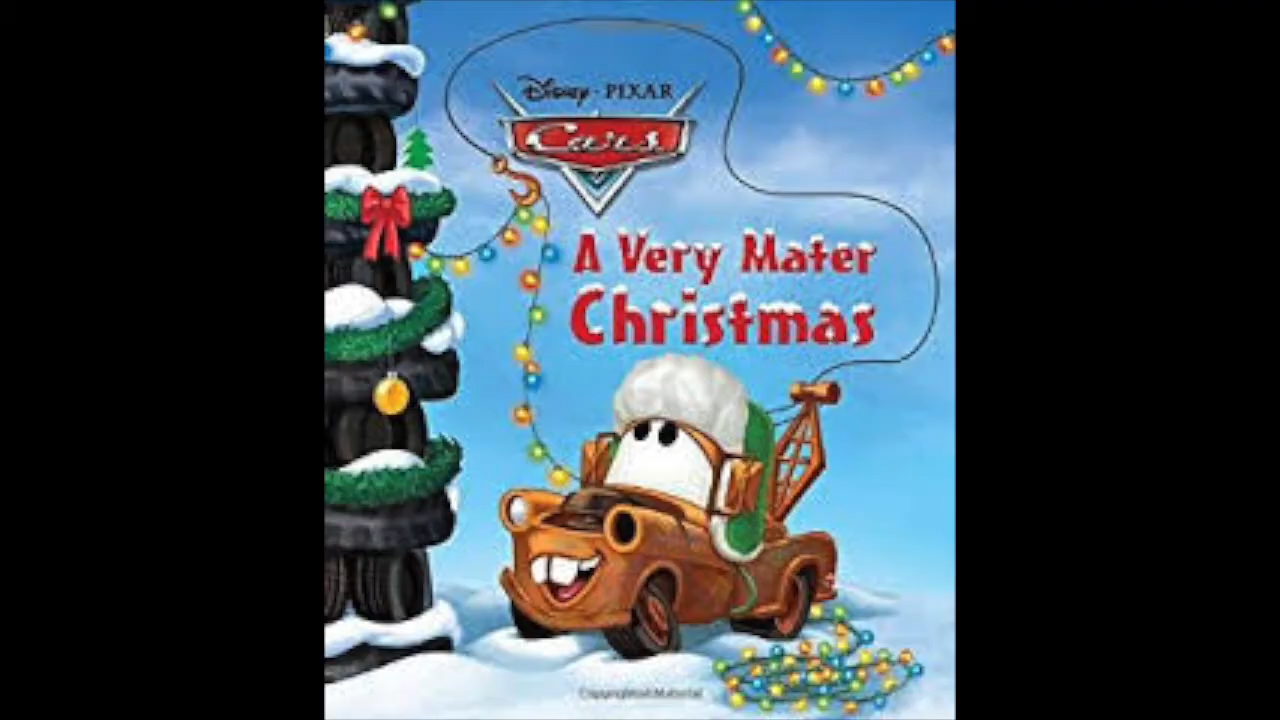 Disney · PIXAR
Cars
A Very Mater
Christmas
Copyrighted Material